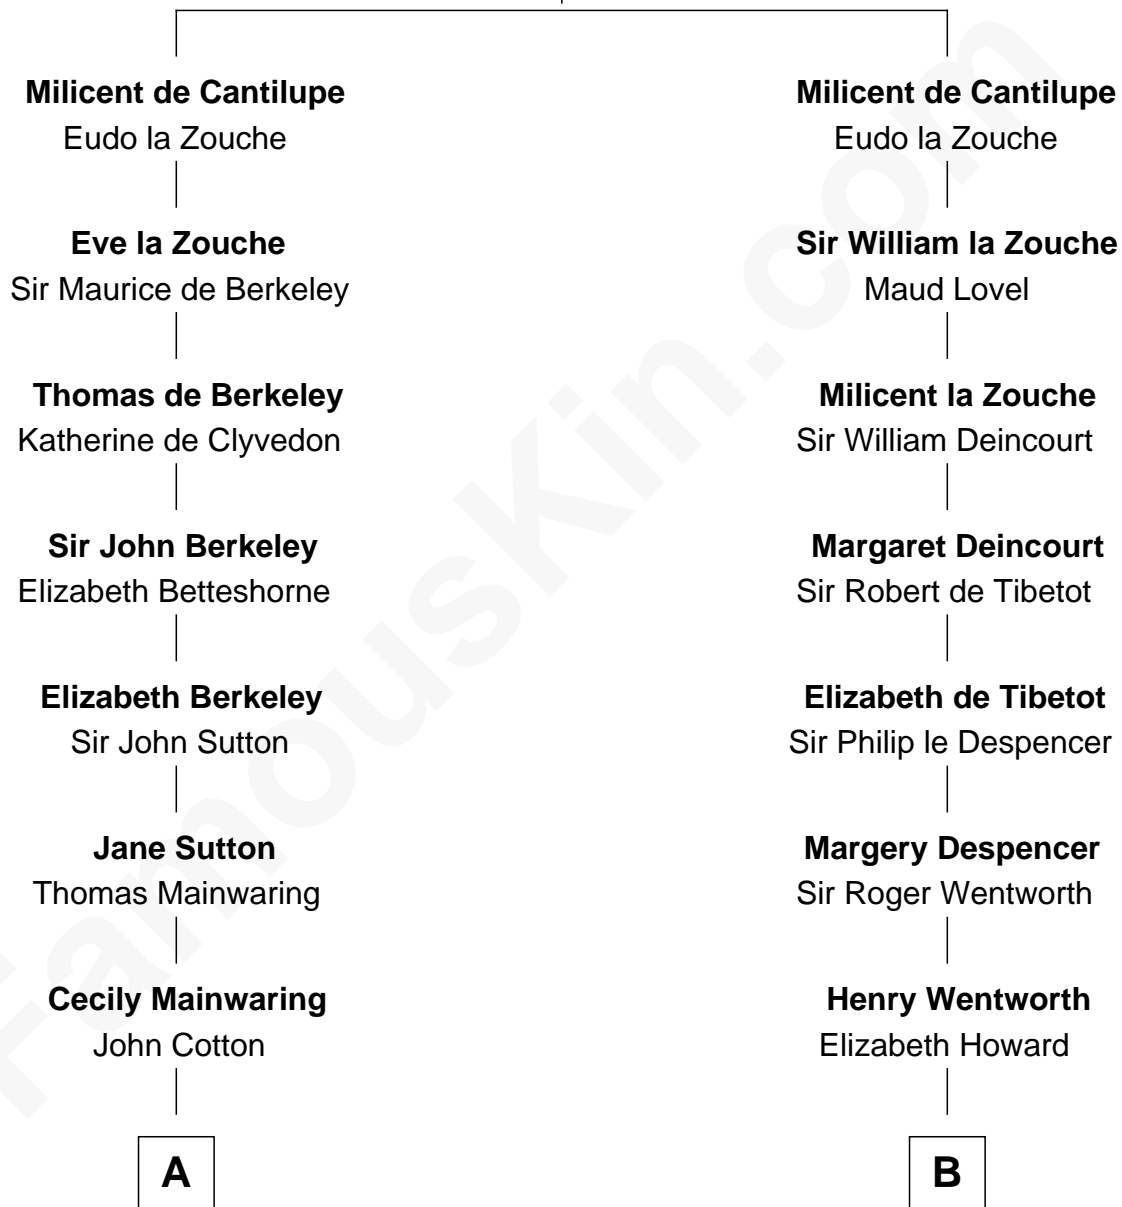 Milicent de Cantilupe
Eudo la Zouche
Eve la Zouche
Sir Maurice de Berkeley
Thomas de Berkeley
Katherine de Clyvedon
Sir John Berkeley
Elizabeth Betteshorne
Elizabeth Berkeley
Sir John Sutton
Jane Sutton
Thomas Mainwaring
Cecily Mainwaring
John Cotton
A
Milicent de Cantilupe
Eudo la Zouche
Sir William la Zouche
Maud Lovel
Milicent la Zouche
Sir William Deincourt
Margaret Deincourt
Sir Robert de Tibetot
Elizabeth de Tibetot
Sir Philip le Despencer
Margery Despencer
Sir Roger Wentworth
Henry Wentworth
Elizabeth Howard
B
FamousKin.com